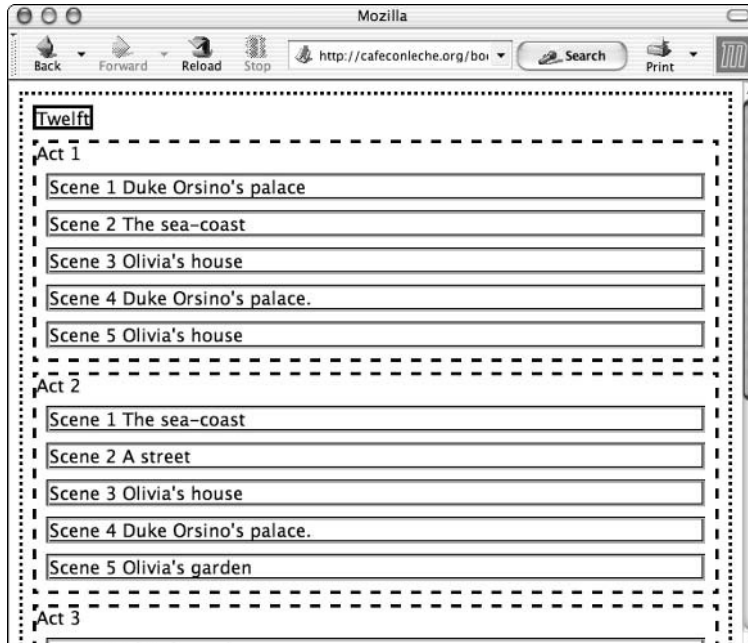 Mozilla
Back
Forward
Reload
Stop
http://cafeconleche.org/bo
Search
Print
Twelft
Act 1
Scene 1 Duke Orsino's palace
Scene 2 The sea-coast
Scene 3 Olivia's house
Scene 4 Duke Orsino's palace.
Scene 5 Olivia's house
Act 2
Scene 1 The sea-coast
Scene 2 A street
Scene 3 Olivia's house
Scene 4 Duke Orsino's palace.
Scene 5 Olivia's garden
Act 3